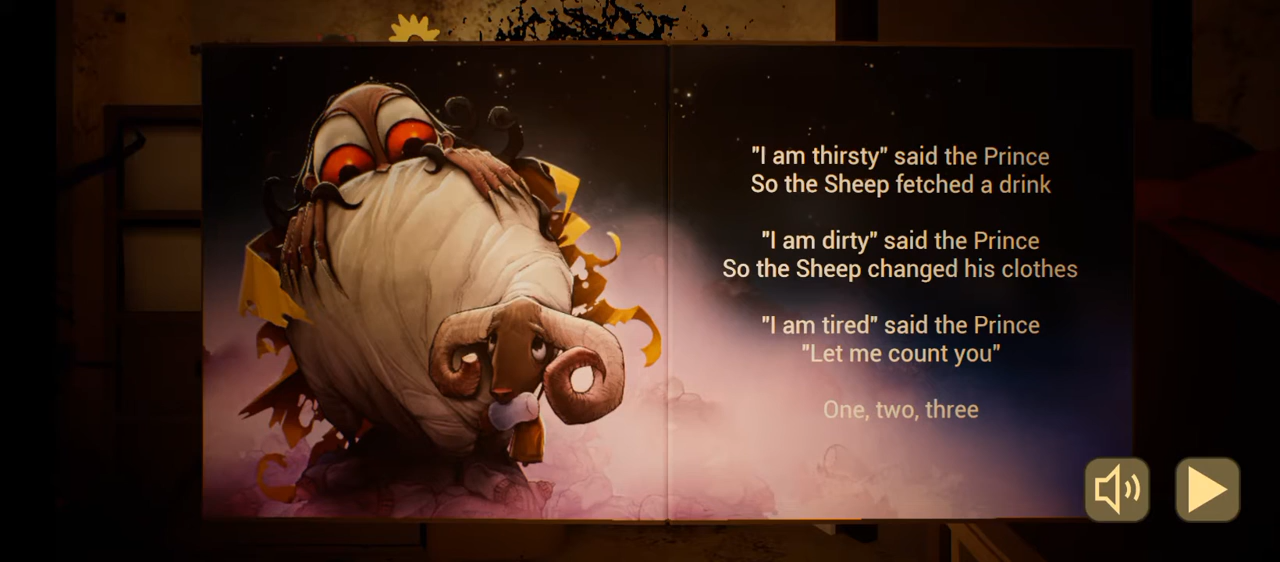 "I am thirsty" said the Prince
So the Sheep fetched a drink
"I am dirty" said the Prince
So the Sheep changed his clothes
"I am tired" said the Prince
"Let me count you"
One, two, three